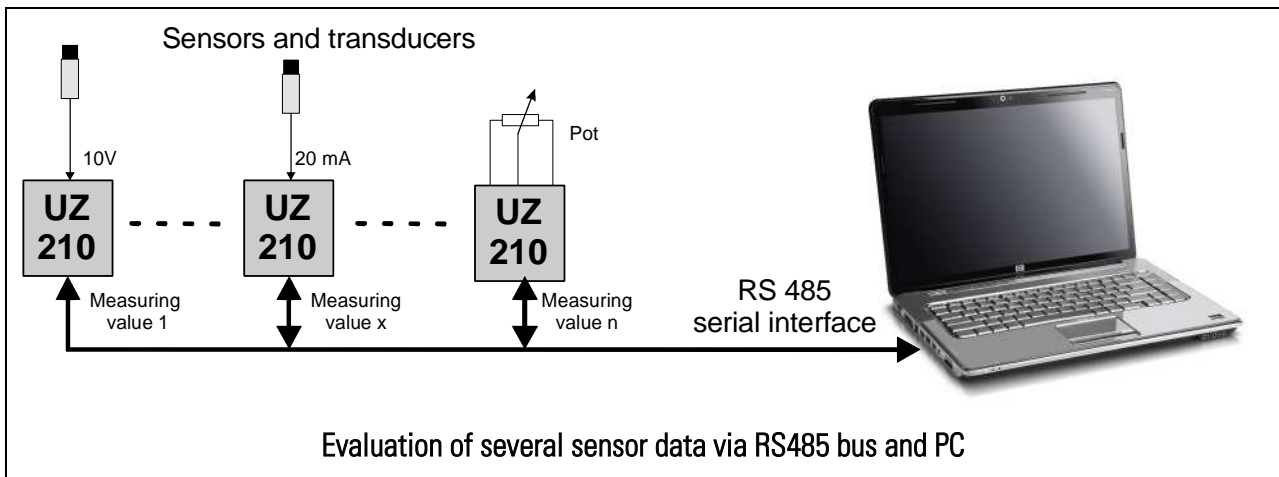 Sensors and transducers
10V
20 mA
Pot
UZ
210
UZ
210
UZ
210
Measuring
value 1
Measuring
value x
Measuring
value n
RS 485
serial interface
Evaluation of several sensor data via RS485 bus and PC